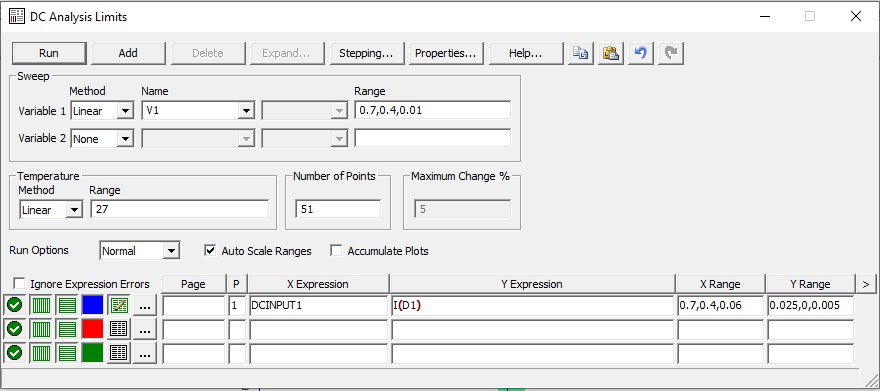 DC Analysis Limits
Run Add Delete Expand... Stepping... Properties... Help...
Sweep
Method Name Range
Variable 1 Linear V1 0.7,0.4,0.01
Variable 2 None
Temperature Number of Points Maximum Change %
Method Range
Linear 27 51 5
Run Options Normal Auto Scale Ranges Accumulate Plots
Ignore Expression Errors Page P X Expression Y Expression X Range Y Range >
... 1 DCINPUT1 I(D1) 0.7,0.4,0.06 0.025,0,0.005
...
...